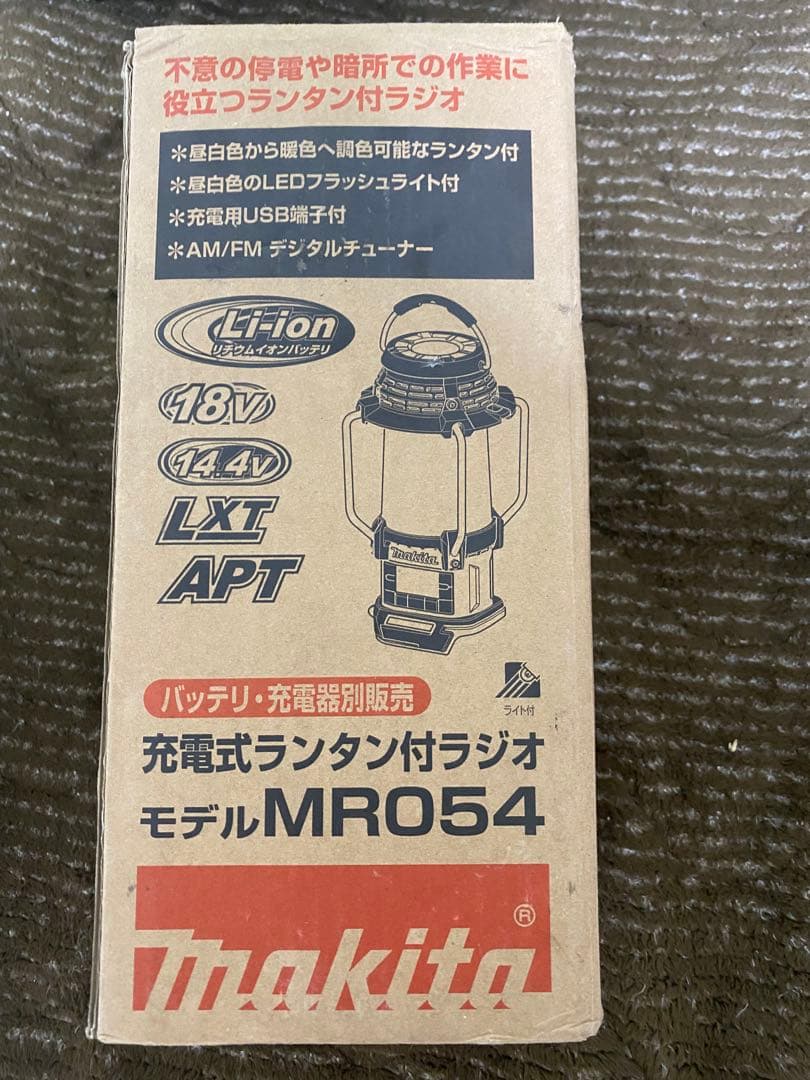 不意の停電や暗所での作業に
役立つランタン付ラジオ
*昼白色から暖色へ調色可能なランタン付
*昼白色のLEDフラッシュライト付
*充電用USB端子付
*AM/FM デジタルチューナー
Li-ion
リチウムイオンバッテリ
18V
14.4V
LXT
APT
makita
バッテリ・充電器別販売
ライト付
充電式ランタン付ラジオ
モデルMR054
makita®